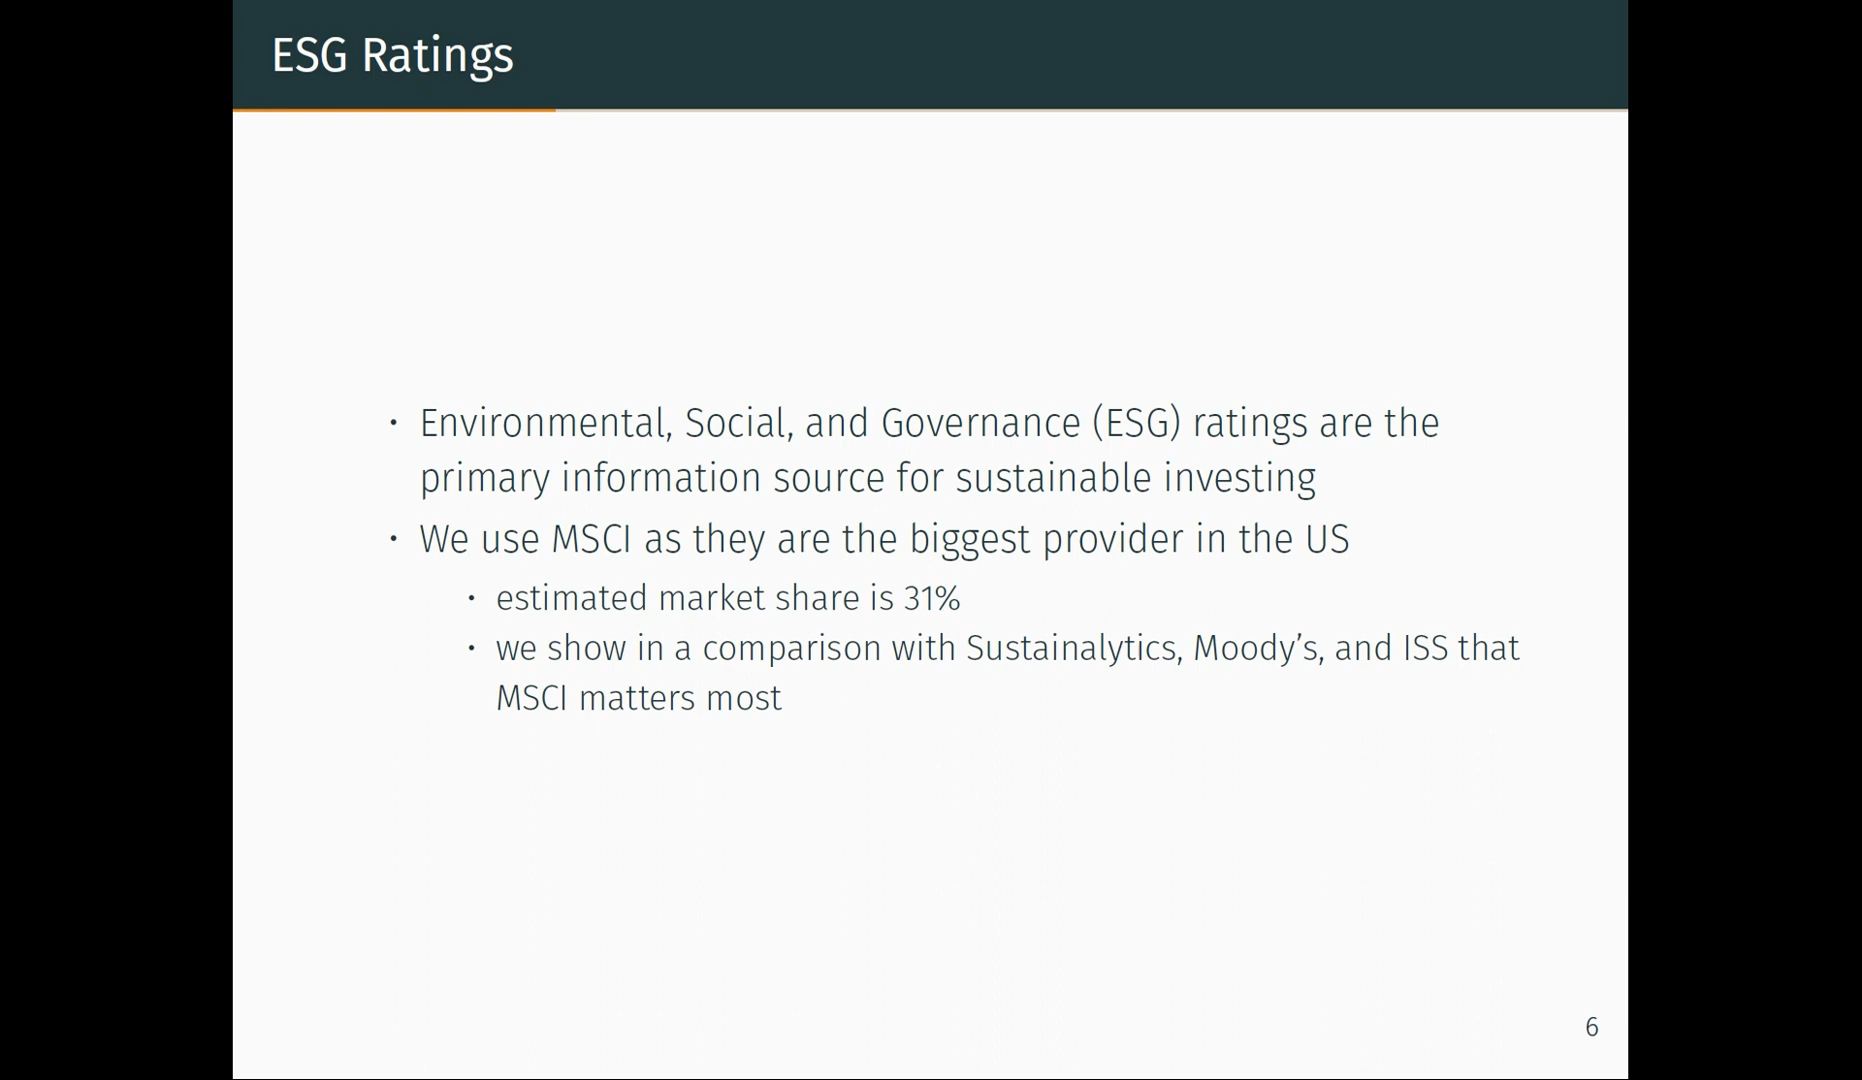 ESG Ratings
• Environmental, Social, and Governance (ESG) ratings are the
primary information source for sustainable investing
• We use MSCI as they are the biggest provider in the US
• estimated market share is 31%
• we show in a comparison with Sustainalytics, Moody’s, and ISS that
MSCI matters most
6